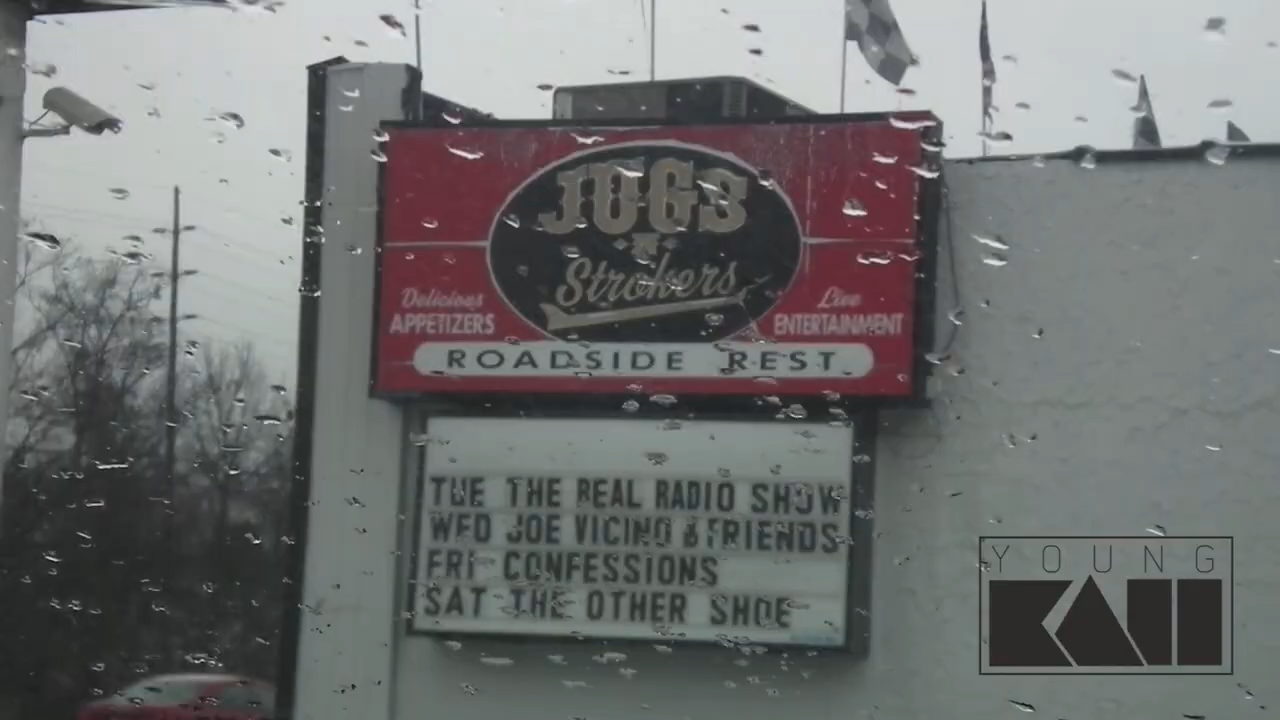 JUGS
N
Strokers
Delicious
APPETIZERS
Live
ENTERTAINMENT
ROADSIDE REST
TUE THE REAL RADIO SHOW
WED JOE VICINO & FRIENDS
FRI CONFESSIONS
SAT THE OTHER SHOE
YOUNG
KAII